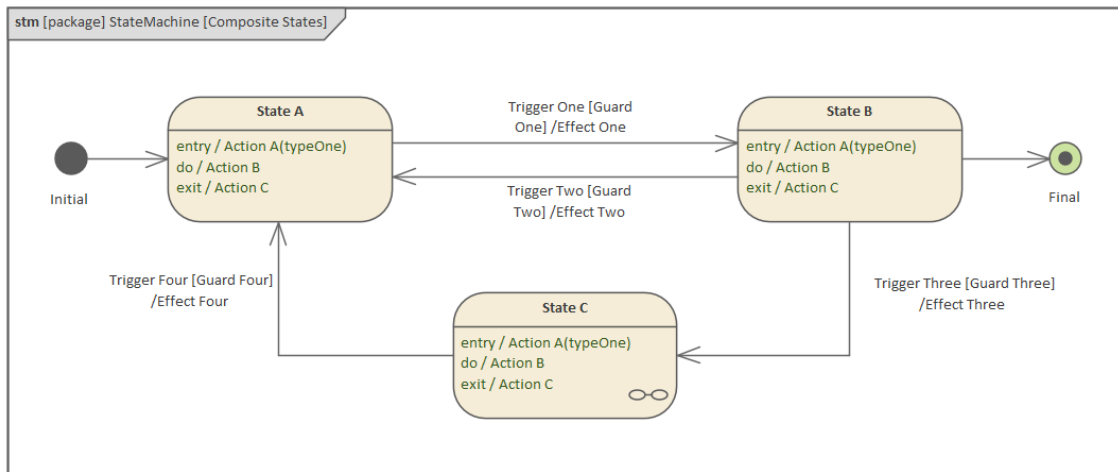 stm [package] StateMachine [Composite States]
State A
entry / Action A(typeOne)
do / Action B
exit / Action C
Trigger One [Guard
One] /Effect One
State B
entry / Action A(typeOne)
do / Action B
exit / Action C
Initial
Trigger Two [Guard
Two] /Effect Two
Final
Trigger Four [Guard Four]
/Effect Four
Trigger Three [Guard Three]
/Effect Three
State C
entry / Action A(typeOne)
do / Action B
exit / Action C